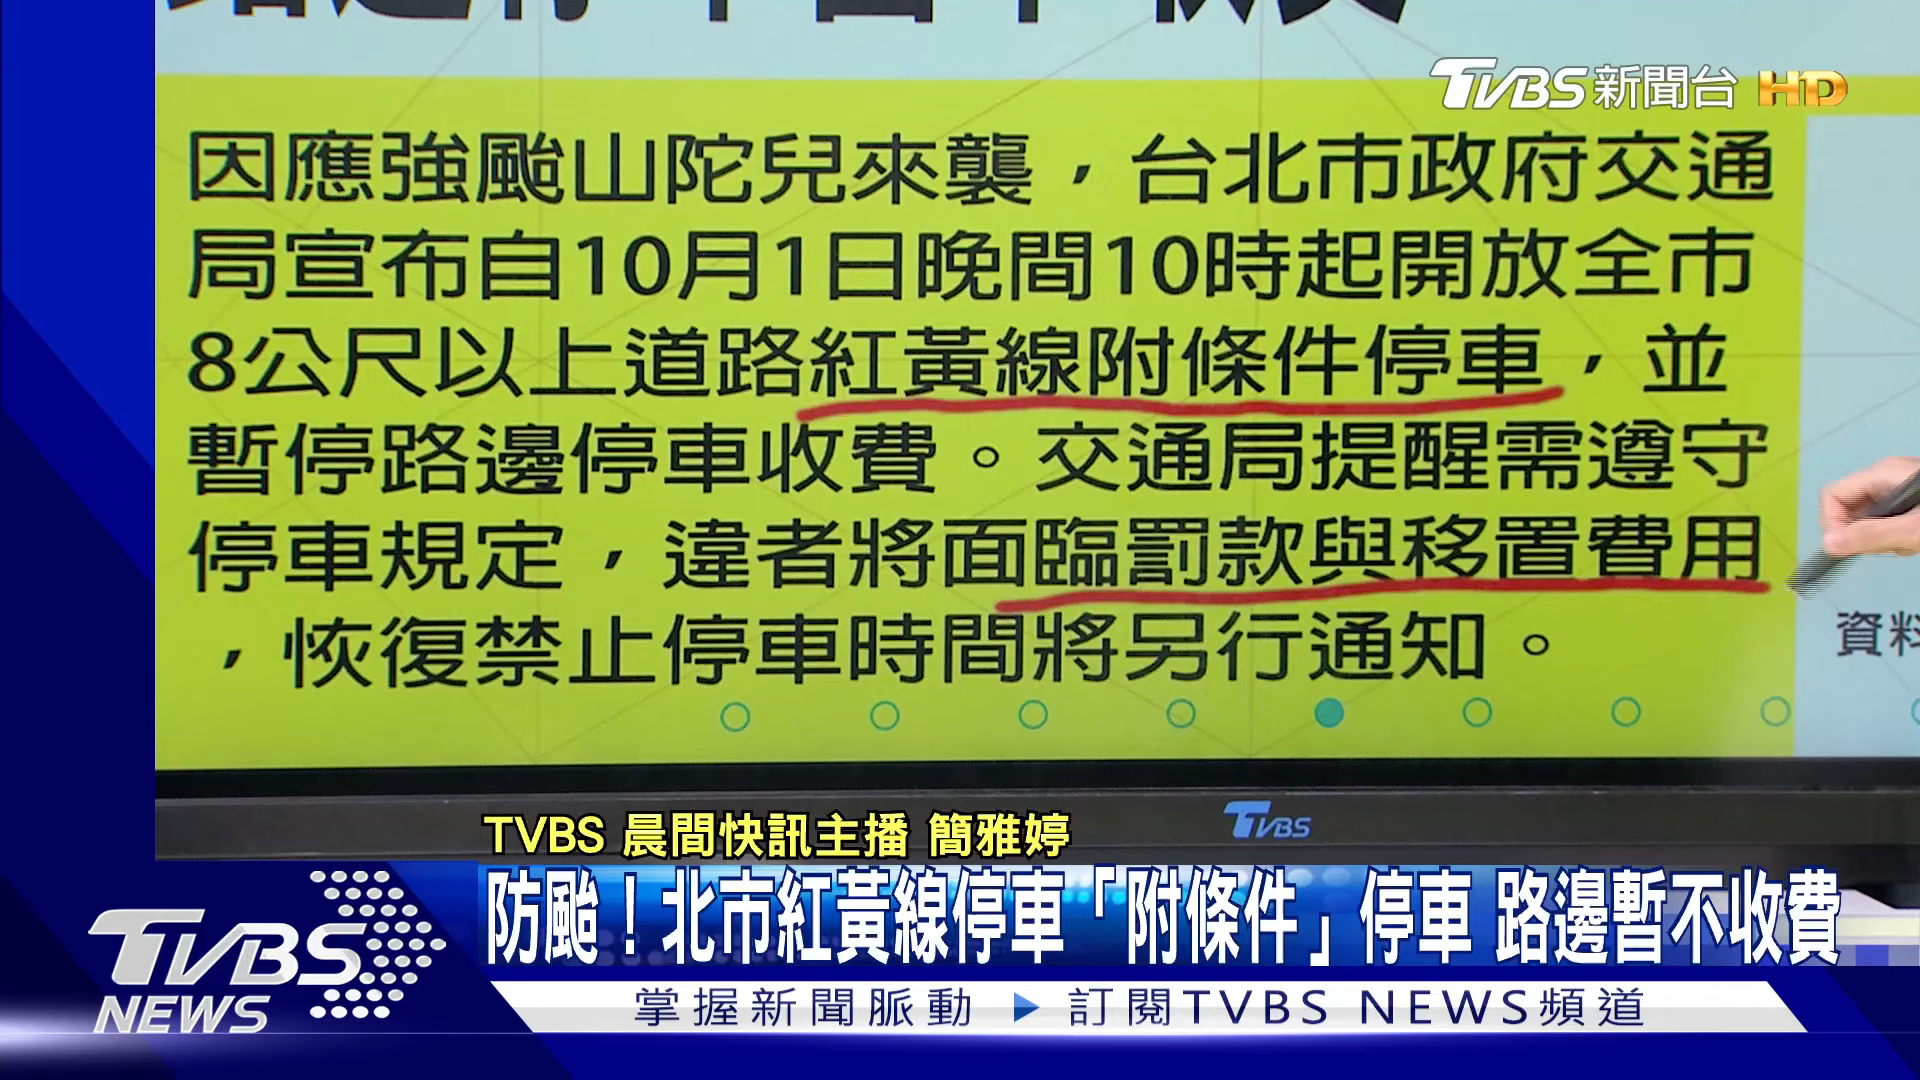 TVBS新聞台 HD
因應強颱山陀兒來襲，台北市政府交通
局宣布自10月1日晚間10時起開放全市
8公尺以上道路紅黃線附條件停車，並
暫停路邊停車收費。交通局提醒需遵守
停車規定，違者將面臨罰款與移置費用
，恢復禁止停車時間將另行通知。
資料
TVBS
TVBS 晨間快訊主播 簡雅婷
防颱！北市紅黃線停車「附條件」停車 路邊暫不收費
TVBS NEWS
掌握新聞脈動 ▶ 訂閱TVBS NEWS頻道